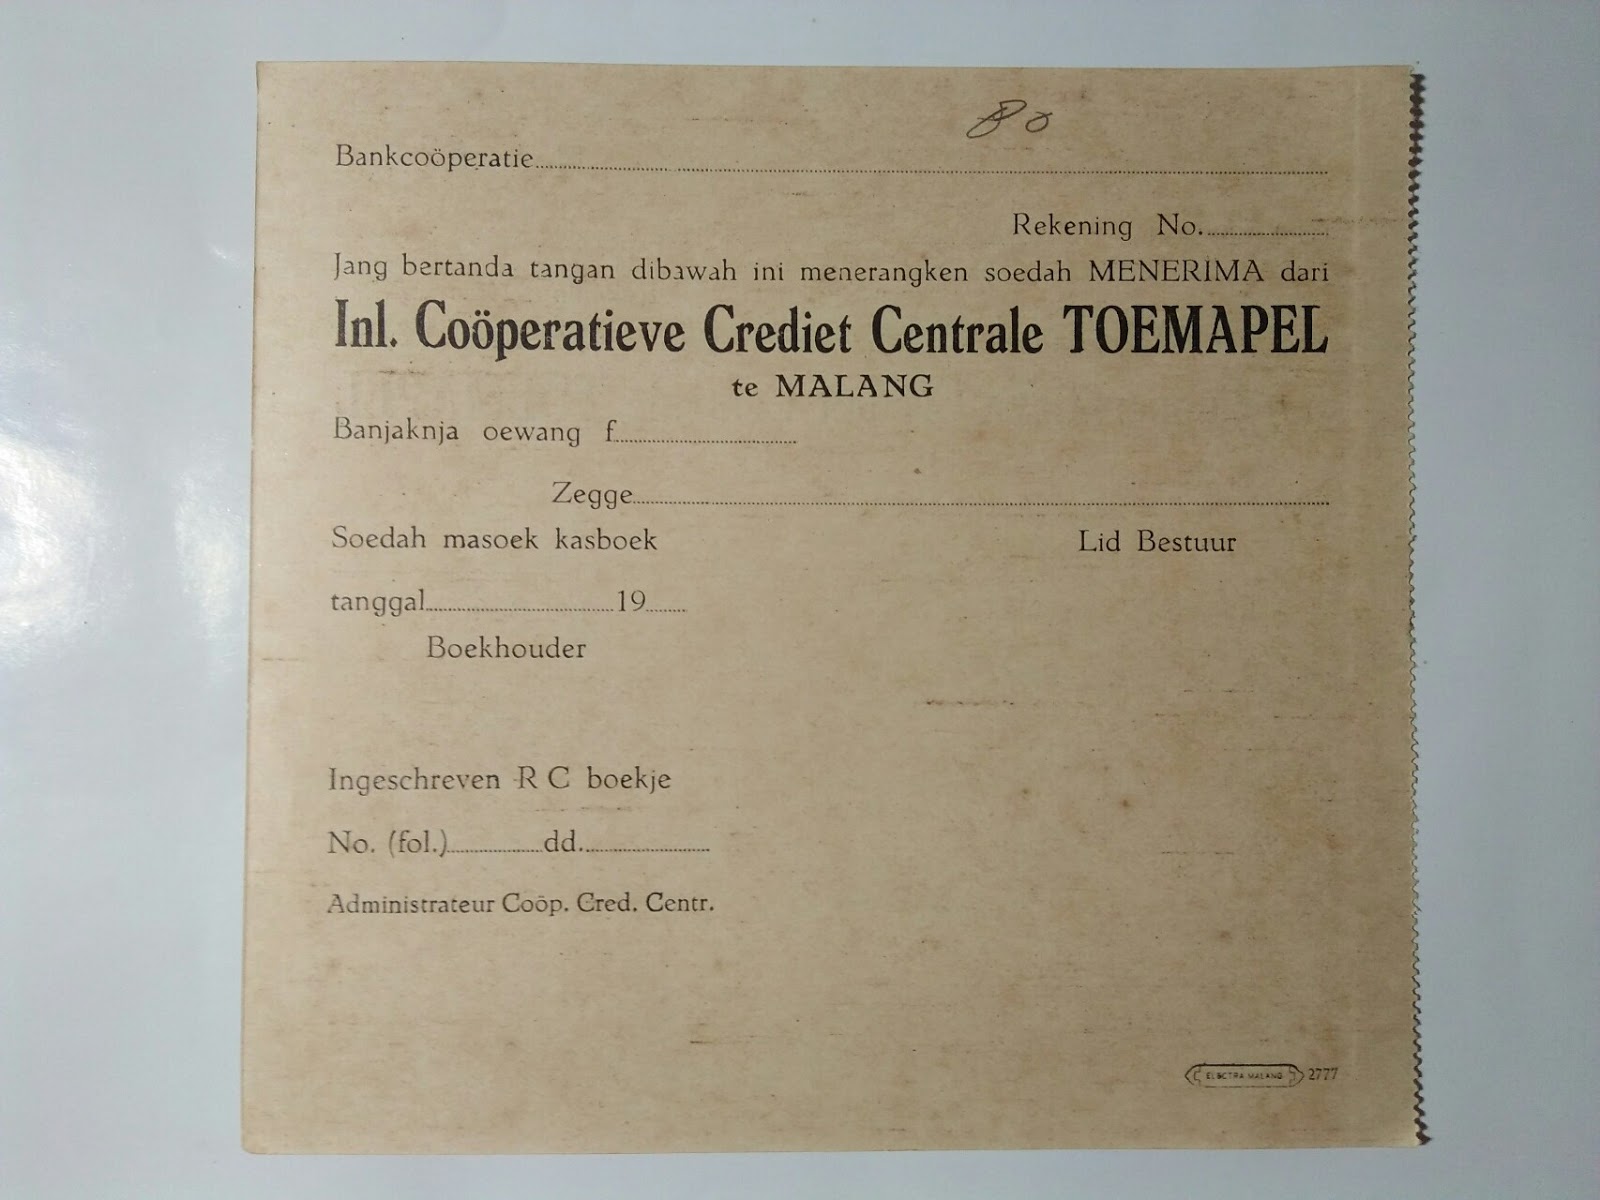 80
Bankcoöperatie
Rekening No.
Jang bertanda tangan dibawah ini menerangken soedah MENERIMA dari
Inl. Coöperatieve Crediet Centrale TOEMAPEL
te MALANG
Banjaknja oewang f
Zegge
Soedah masoek kasboek Lid Bestuur
tanggal 19
Boekhouder
Ingeschreven R C boekje
No. (fol.) dd.
Administrateur Coöp. Cred. Centr.
ELECTRA MALANG 2777